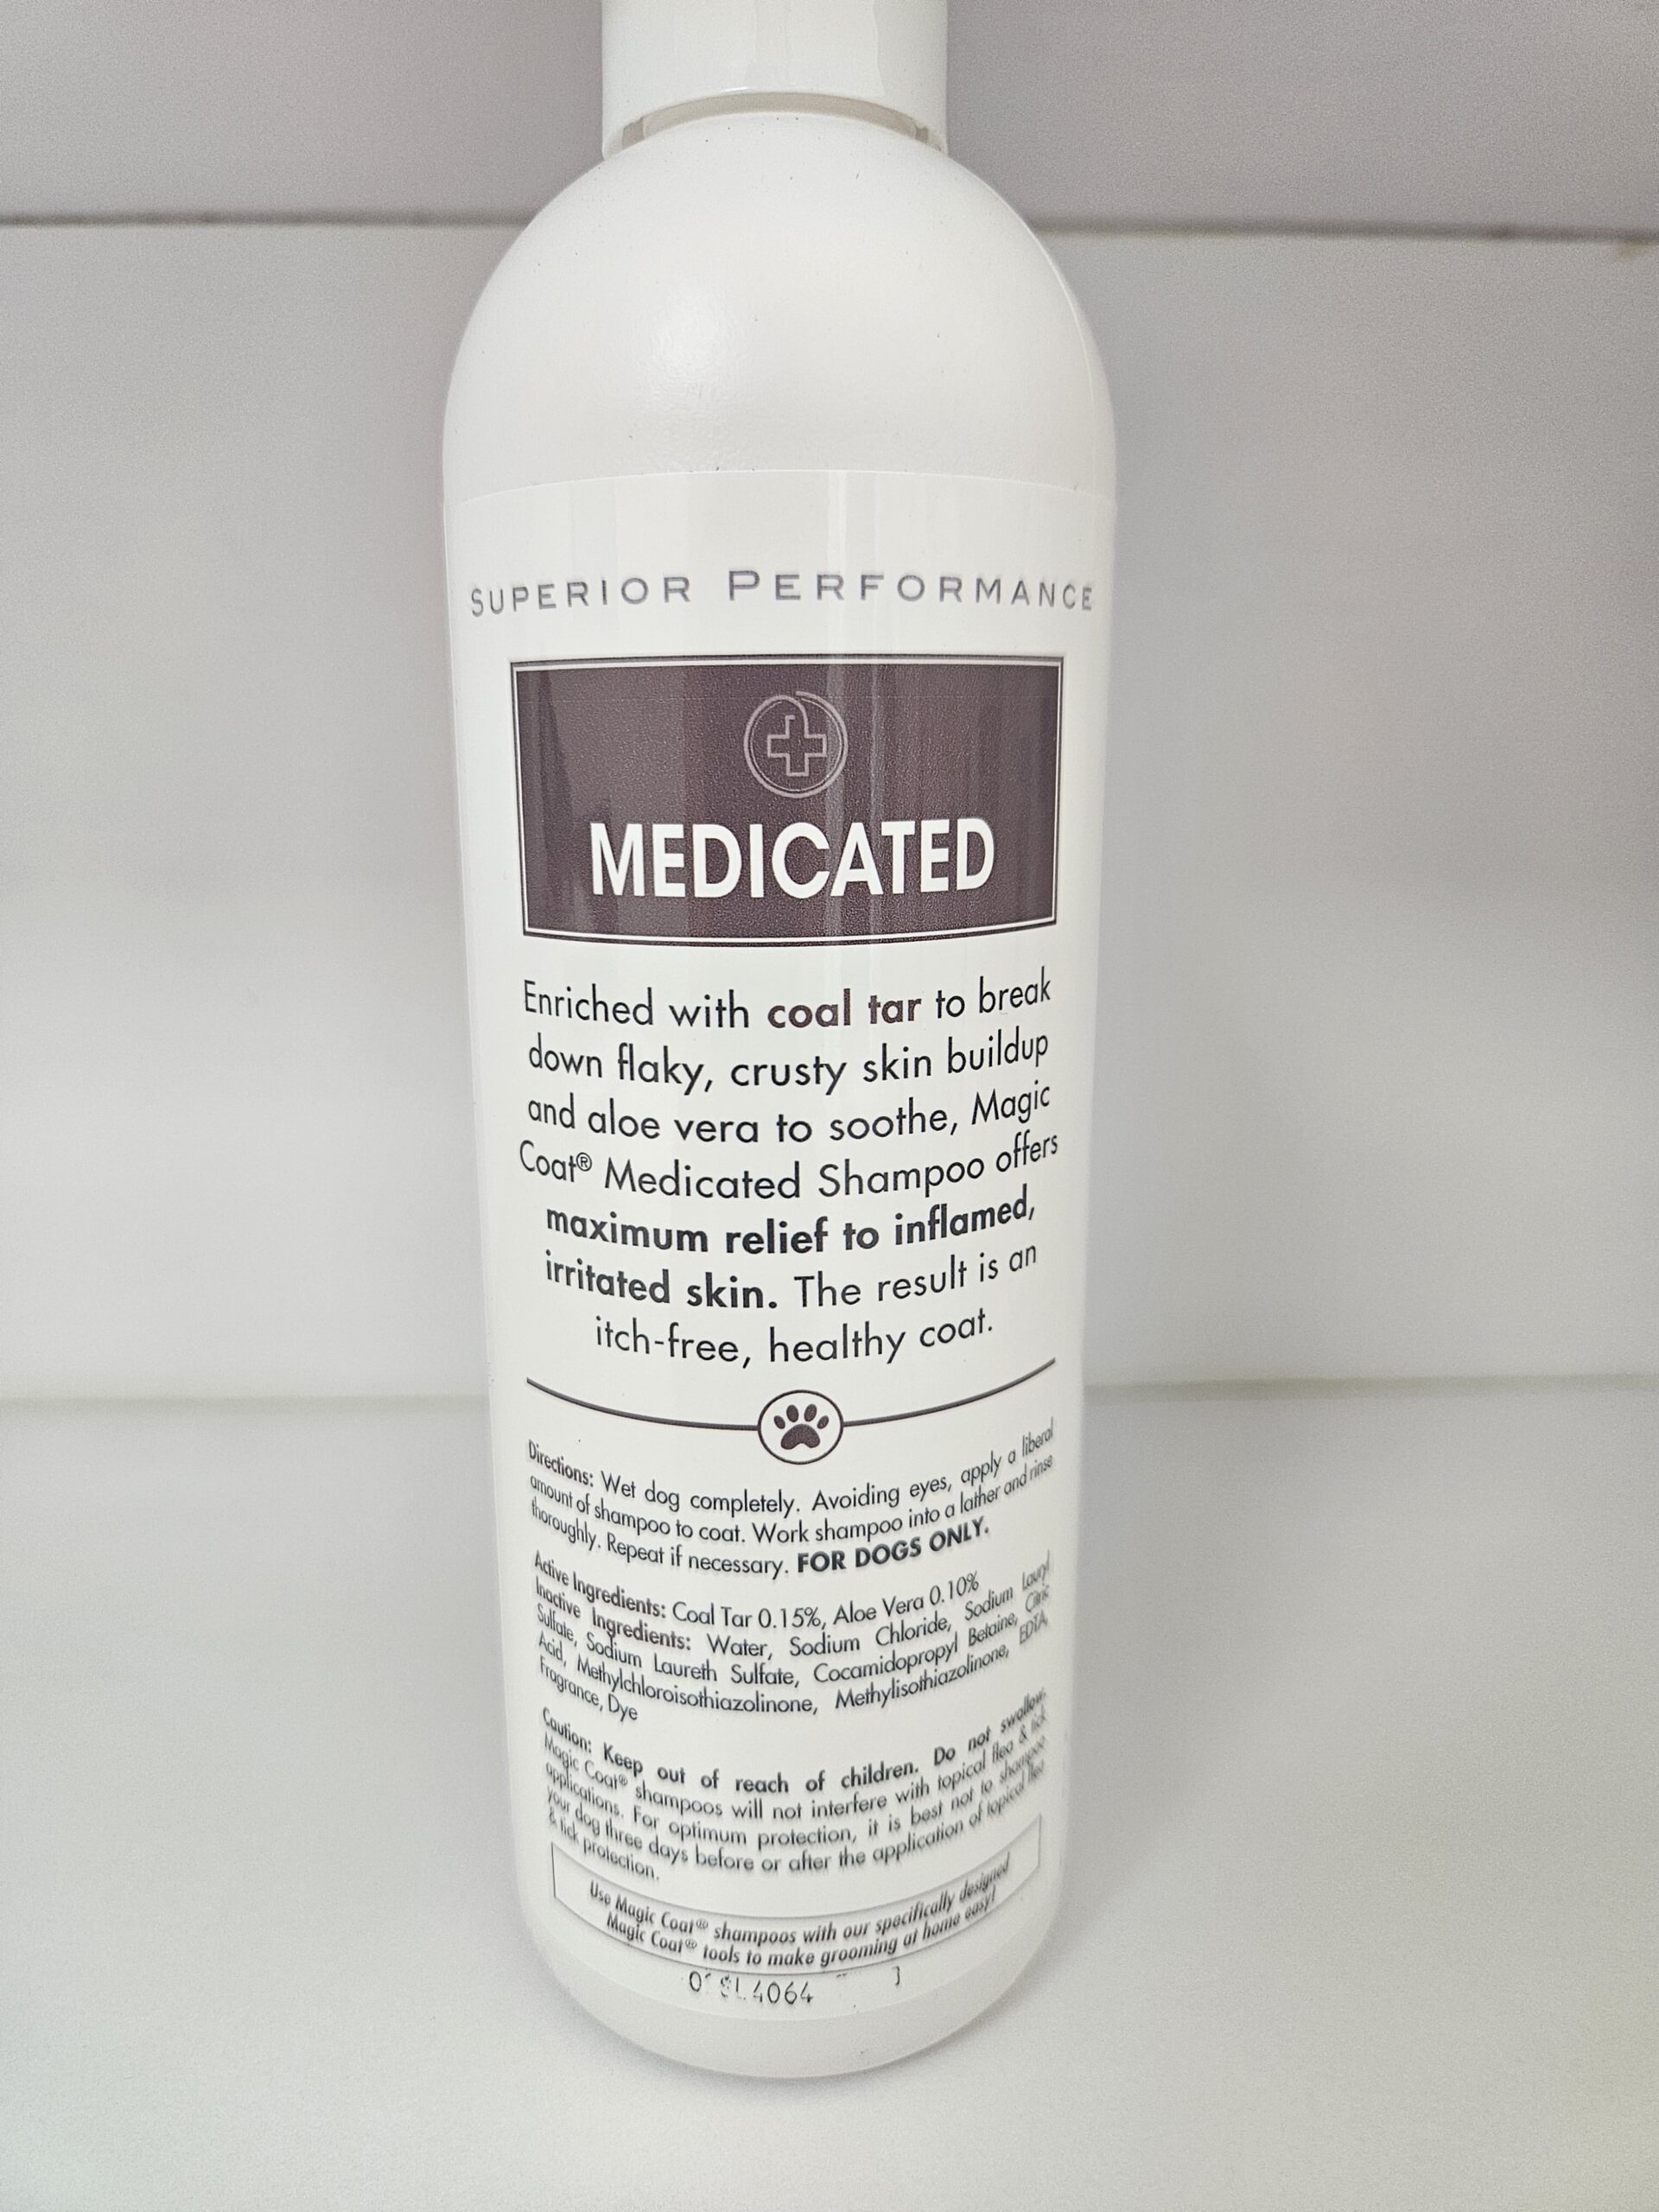 SUPERIOR PERFORMANCE
MEDICATED
Enriched with coal tar to break
down flaky, crusty skin buildup
and aloe vera to soothe, Magic
Coat® Medicated Shampoo offers
maximum relief to inflamed,
irritated skin. The result is an
itch-free, healthy coat.
Directions: Wet dog completely. Avoiding eyes, apply a liberal
amount of shampoo to coat. Work shampoo into a lather and rinse
thoroughly. Repeat if necessary. FOR DOGS ONLY.
Active Ingredients: Coal Tar 0.15%, Aloe Vera 0.10%
Inactive Ingredients: Water, Sodium Chloride, Sodium Lauryl
Sulfate, Sodium Laureth Sulfate, Cocamidopropyl Betaine, Citric
Acid, Methylchloroisothiazolinone, Methylisothiazolinone, EDTA,
Fragrance, Dye
Caution: Keep out of reach of children. Do not swallow.
Magic Coat® shampoos will not interfere with topical flea & tick
applications. For optimum protection, it is best not to shampoo
your dog three days before or after the application of topical flea
& tick protection.
Use Magic Coat® shampoos with our specifically designed
Magic Coat® tools to make grooming at home easy!